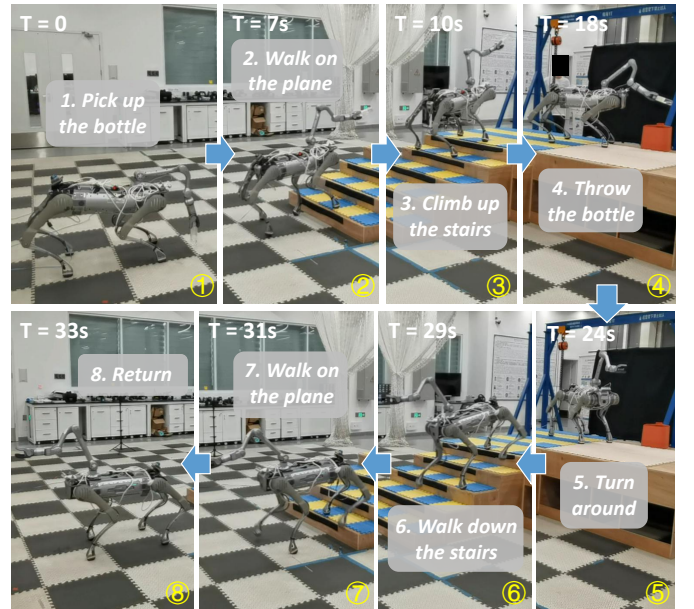 T = 0
1. Pick up
the bottle
①
T = 7s
2. Walk on
the plane
②
T = 10s
3. Climb up
the stairs
③
T = 18s
4. Throw
the bottle
④
T = 24s
5. Turn
around
⑤
T = 29s
6. Walk down
the stairs
⑥
T = 31s
7. Walk on
the plane
⑦
T = 33s
8. Return
⑧